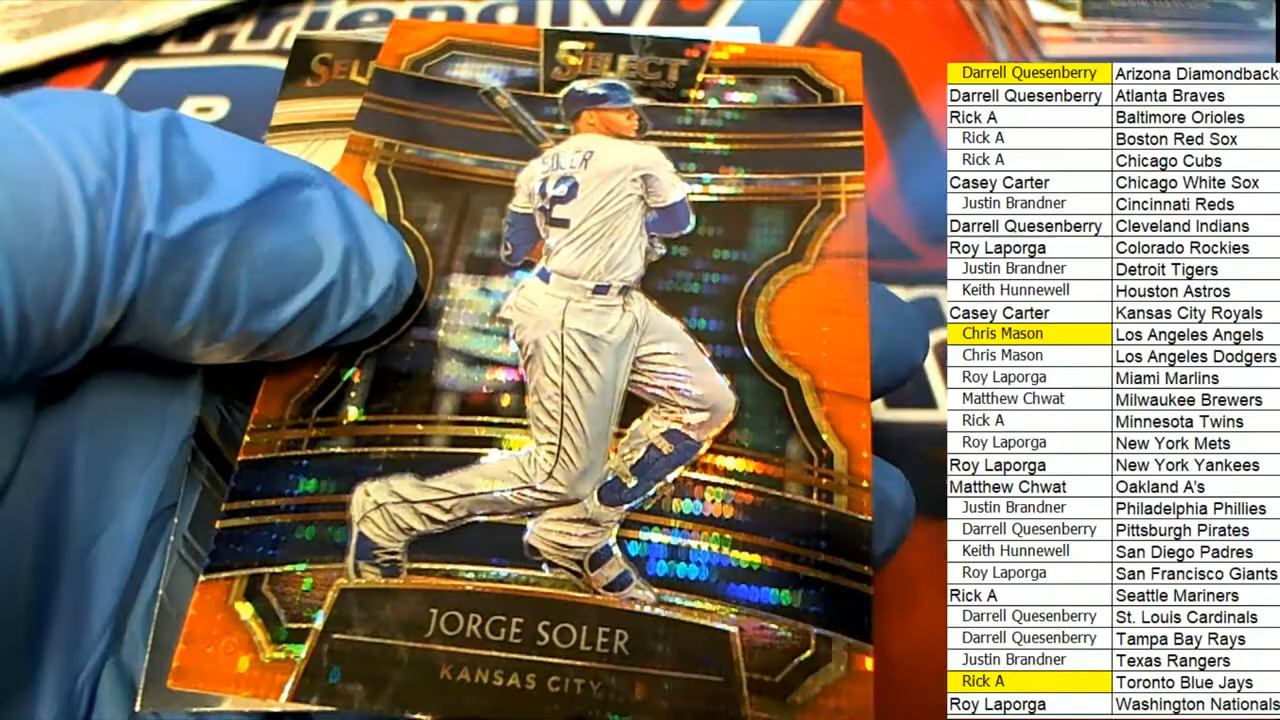 Friend
SEL
SELECT
SOLER
12
JORGE SOLER
KANSAS CITY
Darrell Quesenberry Arizona Diamondback
Darrell Quesenberry Atlanta Braves
Rick A Baltimore Orioles
Rick A Boston Red Sox
Rick A Chicago Cubs
Casey Carter Chicago White Sox
Justin Brandner Cincinnati Reds
Darrell Quesenberry Cleveland Indians
Roy Laporga Colorado Rockies
Justin Brandner Detroit Tigers
Keith Hunnewell Houston Astros
Casey Carter Kansas City Royals
Chris Mason Los Angeles Angels
Chris Mason Los Angeles Dodgers
Roy Laporga Miami Marlins
Matthew Chwat Milwaukee Brewers
Rick A Minnesota Twins
Roy Laporga New York Mets
Roy Laporga New York Yankees
Matthew Chwat Oakland A's
Justin Brandner Philadelphia Phillies
Darrell Quesenberry Pittsburgh Pirates
Keith Hunnewell San Diego Padres
Roy Laporga San Francisco Giants
Rick A Seattle Mariners
Darrell Quesenberry St. Louis Cardinals
Darrell Quesenberry Tampa Bay Rays
Justin Brandner Texas Rangers
Rick A Toronto Blue Jays
Roy Laporga Washington Nationals